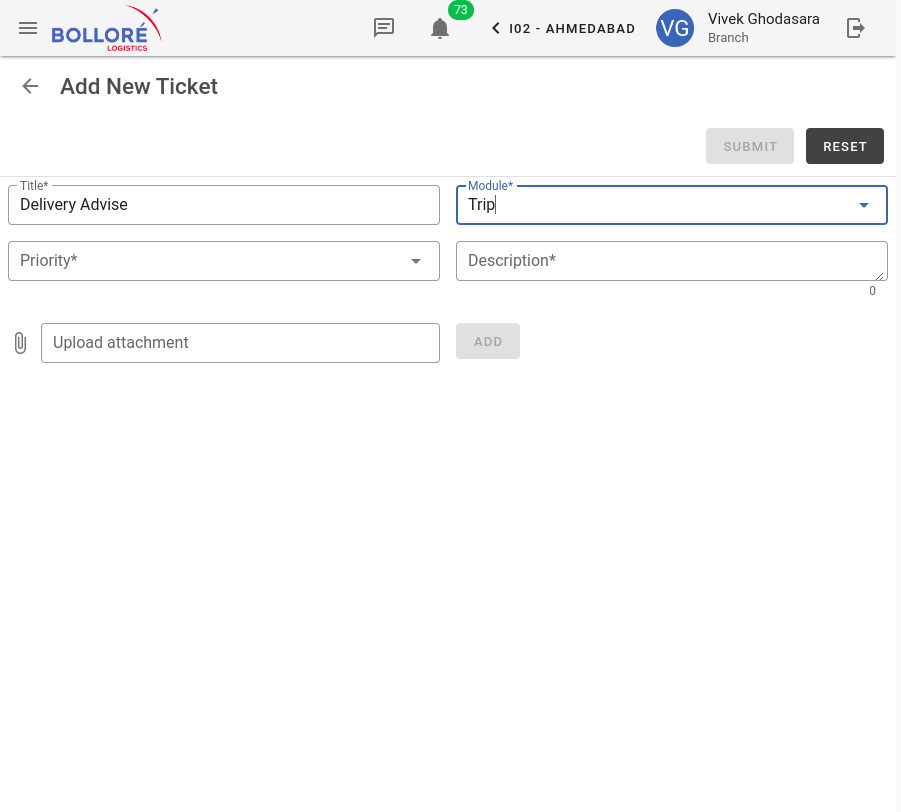 BOLLORÉ
LOGISTICS
73
I02 - AHMEDABAD
VG
Vivek Ghodasara
Branch
Add New Ticket
SUBMIT
RESET
Title*
Delivery Advise
Module*
Trip
Priority*
Description*
0
Upload attachment
ADD